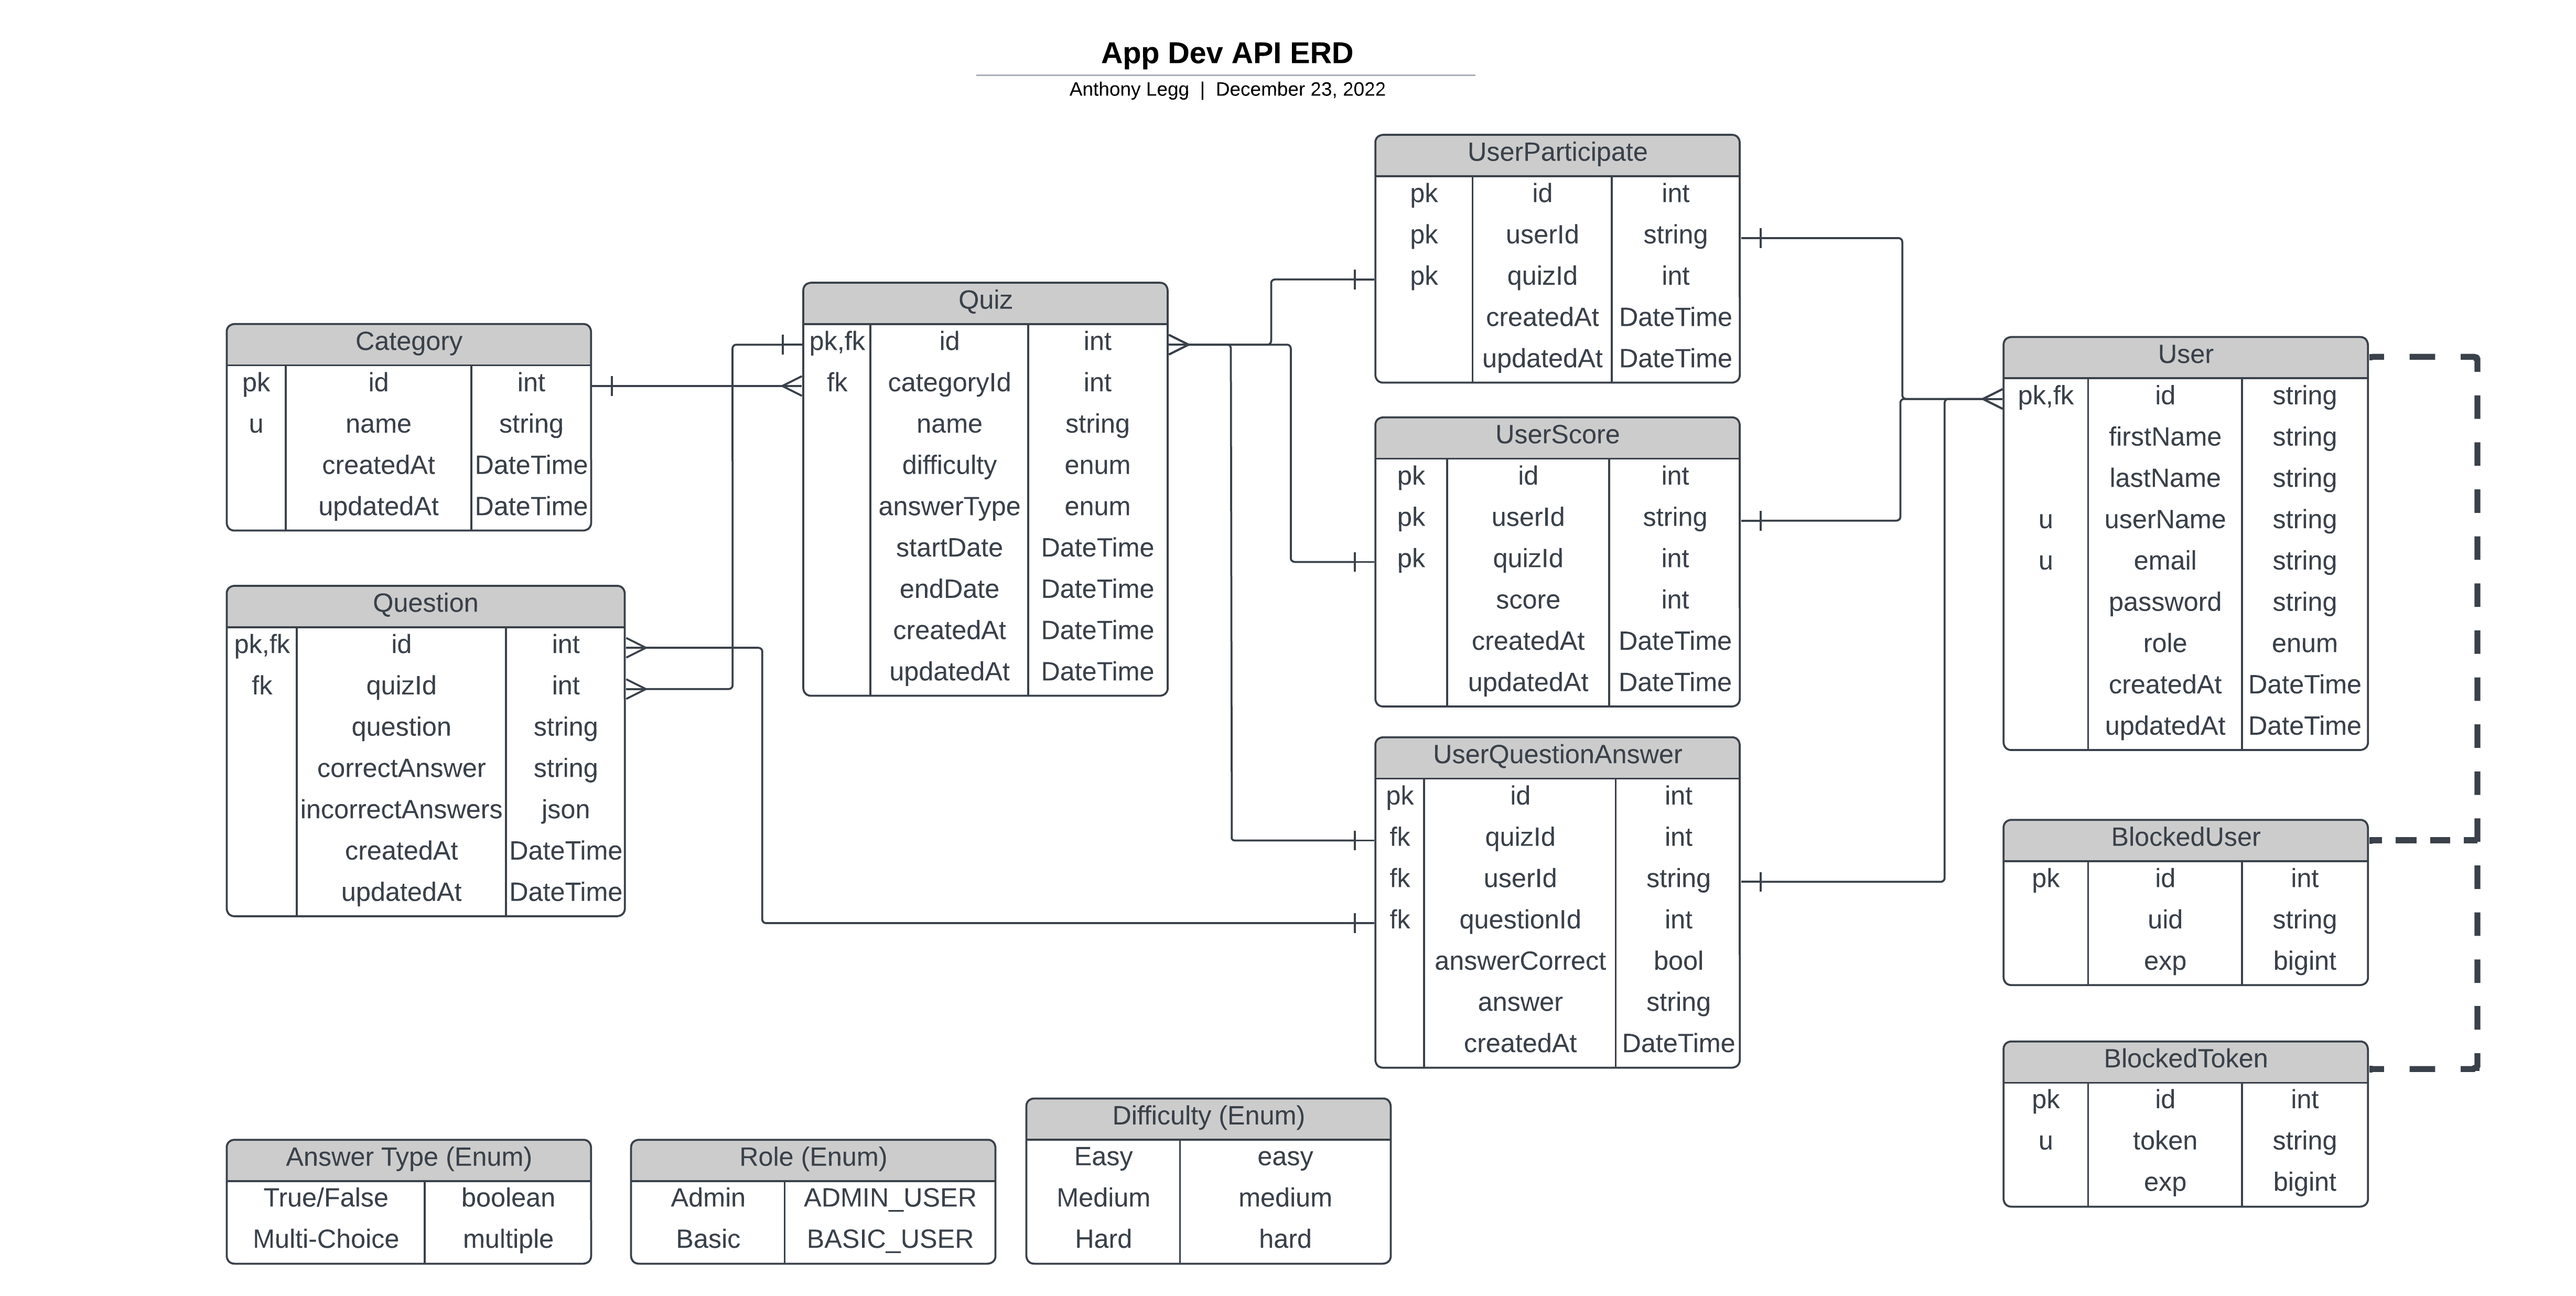 App Dev API ERD
Anthony Legg | December 23, 2022
UserParticipate
pk id int
pk userId string
pk quizId int
createdAt DateTime
updatedAt DateTime
Quiz
pk,fk id int
fk categoryId int
name string
difficulty enum
answerType enum
startDate DateTime
endDate DateTime
createdAt DateTime
updatedAt DateTime
Category
pk id int
u name string
createdAt DateTime
updatedAt DateTime
User
pk,fk id string
firstName string
lastName string
u userName string
u email string
password string
role enum
createdAt DateTime
updatedAt DateTime
UserScore
pk id int
pk userId string
pk quizId int
score int
createdAt DateTime
updatedAt DateTime
Question
pk,fk id int
fk quizId int
question string
correctAnswer string
incorrectAnswers json
createdAt DateTime
updatedAt DateTime
UserQuestionAnswer
pk id int
fk quizId int
fk userId string
fk questionId int
answerCorrect bool
answer string
createdAt DateTime
BlockedUser
pk id int
uid string
exp bigint
BlockedToken
pk id int
u token string
exp bigint
Answer Type (Enum)
True/False boolean
Multi-Choice multiple
Role (Enum)
Admin ADMIN_USER
Basic BASIC_USER
Difficulty (Enum)
Easy easy
Medium medium
Hard hard